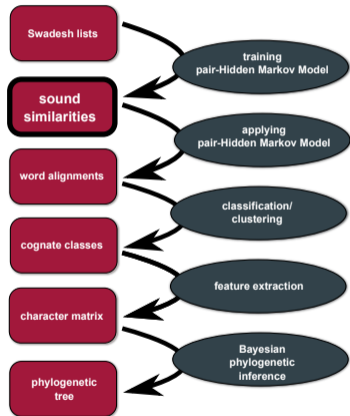 Swadesh lists
training
pair-Hidden Markov Model
sound
similarities
applying
pair-Hidden Markov Model
word alignments
classification/
clustering
cognate classes
feature extraction
character matrix
Bayesian
phylogenetic
inference
phylogenetic
tree